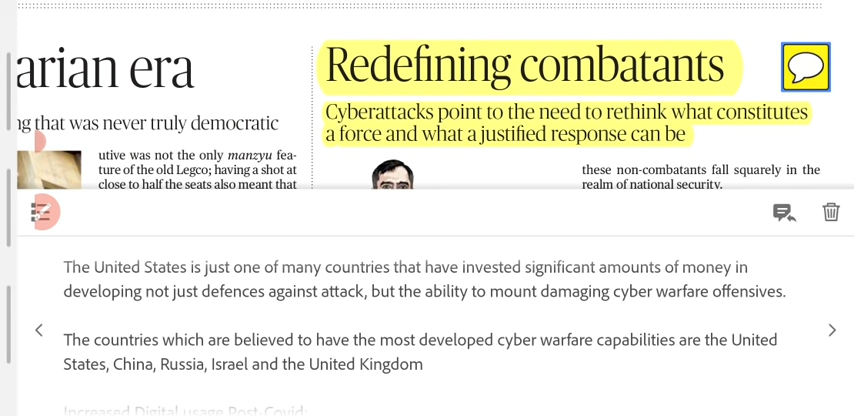 arian era
ng that was never truly democratic
utive was not the only manzyu fea-
ture of the old Legco; having a shot at
close to half the seats also meant that
Redefining combatants
Cyberattacks point to the need to rethink what constitutes
a force and what a justified response can be
these non-combatants fall squarely in the
realm of national security.
The United States is just one of many countries that have invested significant amounts of money in
developing not just defences against attack, but the ability to mount damaging cyber warfare offensives.
The countries which are believed to have the most developed cyber warfare capabilities are the United
States, China, Russia, Israel and the United Kingdom
Increased Digital usage Post-Covid: